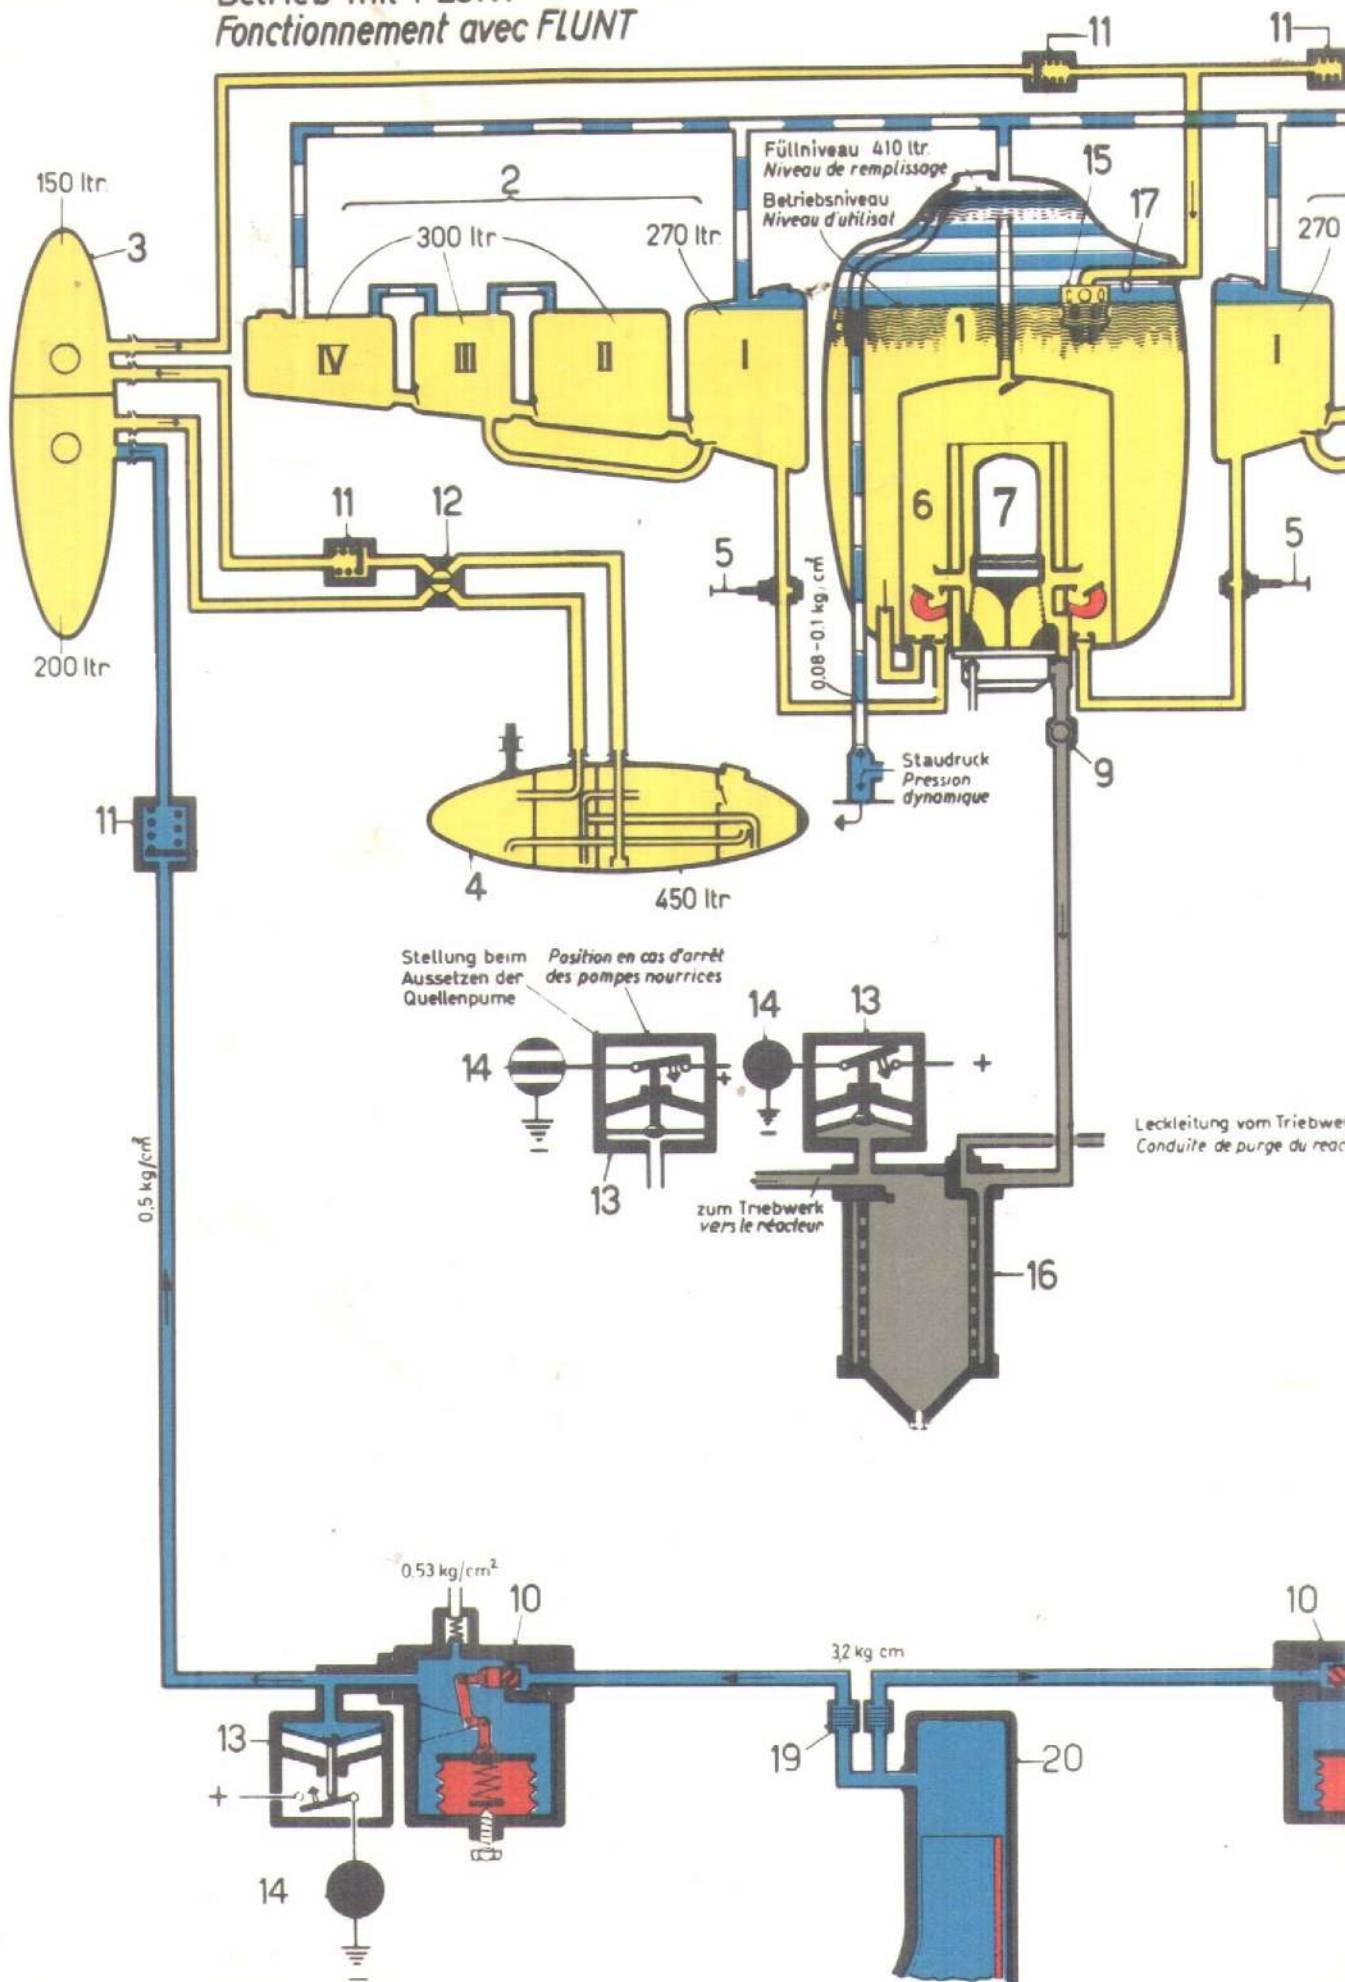 Fonctionnement avec FLUNT
11
11
150 ltr.
3
2
300 ltr
270 ltr.
Füllniveau 410 ltr.
Niveau de remplissage
Betriebsniveau
Niveau d'utilisat
15
17
270
IV
III
II
I
1
I
11
12
5
6
7
5
200 ltr
0,08-0.1 kg/cm²
11
Staudruck
Pression
dynamique
9
4
450 ltr
Stellung beim
Aussetzen der
Quellenpume
Position en cas d'arrêt
des pompes nourrices
14
13
14
+
+
13
0,5 kg/cm²
Leckleitung vom Triebwe
Conduite de purge du reac
zum Triebwerk
vers le réacteur
16
0.53 kg/cm²
10
3,2 kg cm
10
13
+
19
20
14